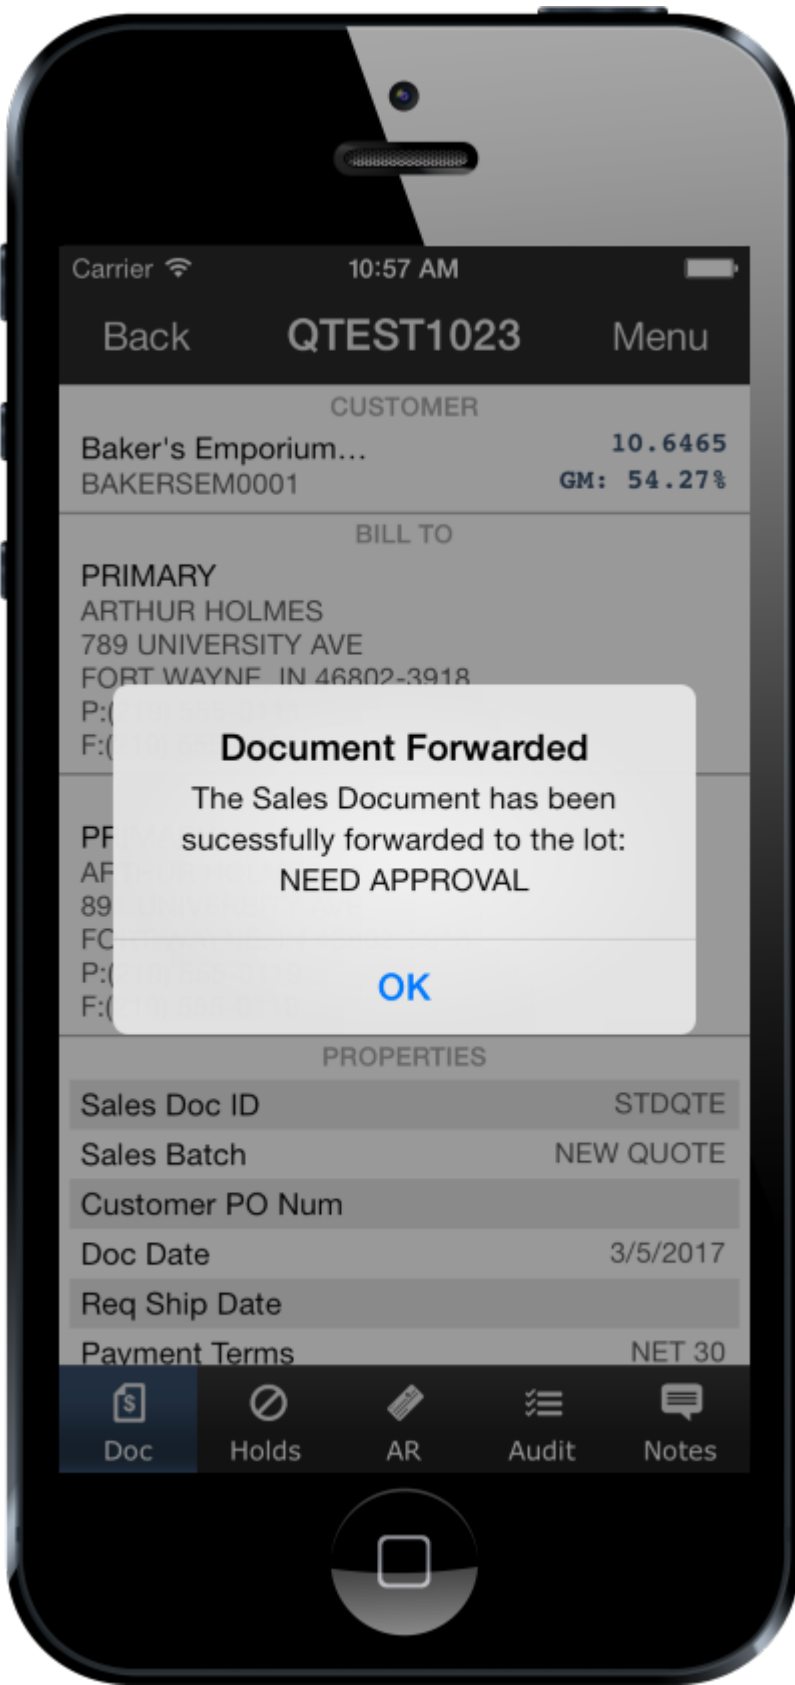 Carrier 10:57 AM
Back QTEST1023 Menu
CUSTOMER
Baker's Emporium... 10.6465
BAKERSEM0001 GM: 54.27%
BILL TO
PRIMARY
ARTHUR HOLMES
789 UNIVERSITY AVE
FORT WAYNE, IN 46802-3918
P:(
F:(
Document Forwarded
The Sales Document has been
sucessfully forwarded to the lot:
NEED APPROVAL
OK
PROPERTIES
Sales Doc ID STDQTE
Sales Batch NEW QUOTE
Customer PO Num
Doc Date 3/5/2017
Req Ship Date
Payment Terms NET 30
Doc Holds AR Audit Notes